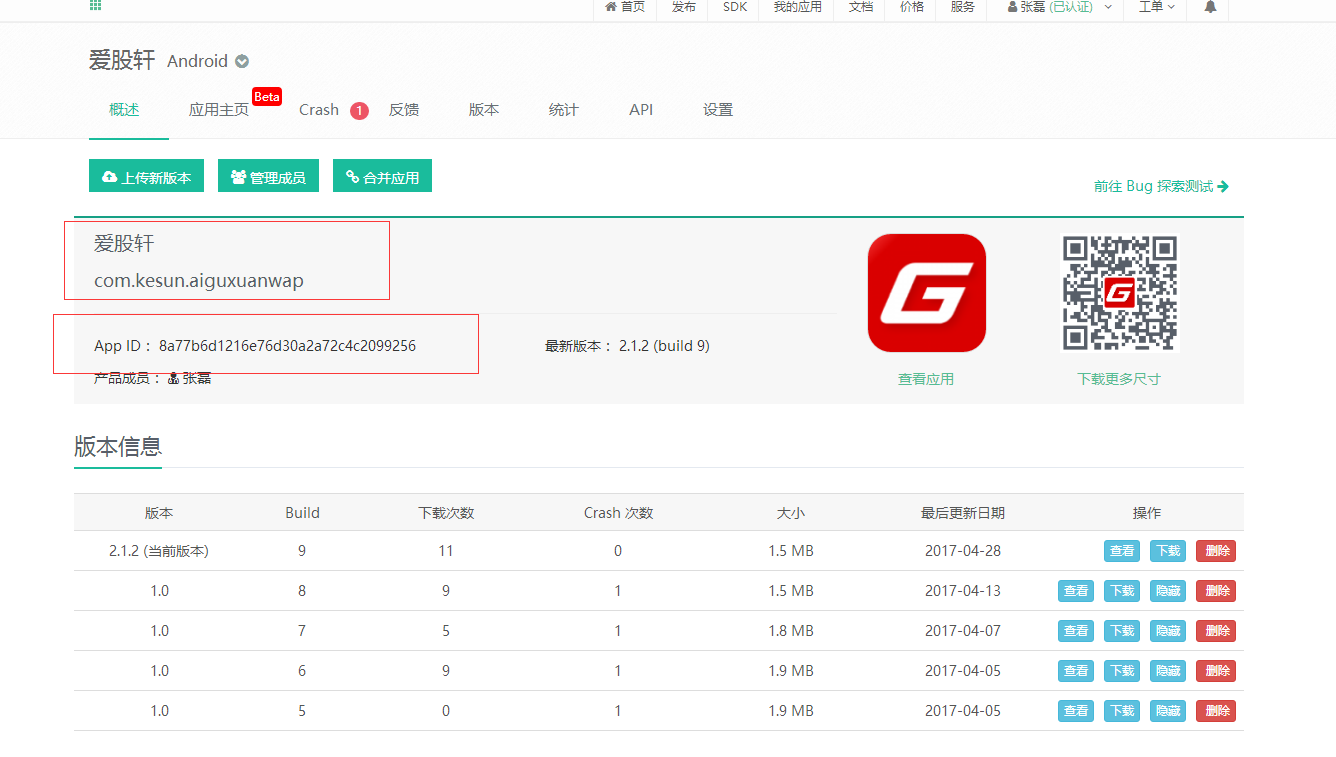 首页 发布 SDK 我的应用 文档 价格 服务 张磊 (已认证) 工单
爱股轩 Android
概述 应用主页 Beta Crash 1 反馈 版本 统计 API 设置
上传新版本 管理成员 合并应用
前往 Bug 探索测试
爱股轩
com.kesun.aiguxuanwap
App ID： 8a77b6d1216e76d30a2a72c4c2099256 最新版本： 2.1.2 (build 9)
产品成员： 张磊 查看应用 下载更多尺寸
版本信息
版本 Build 下载次数 Crash 次数 大小 最后更新日期 操作
2.1.2 (当前版本) 9 11 0 1.5 MB 2017-04-28 查看 下载 删除
1.0 8 9 1 1.5 MB 2017-04-13 查看 下载 隐藏 删除
1.0 7 5 1 1.8 MB 2017-04-07 查看 下载 隐藏 删除
1.0 6 9 1 1.9 MB 2017-04-05 查看 下载 隐藏 删除
1.0 5 0 1 1.9 MB 2017-04-05 查看 下载 隐藏 删除